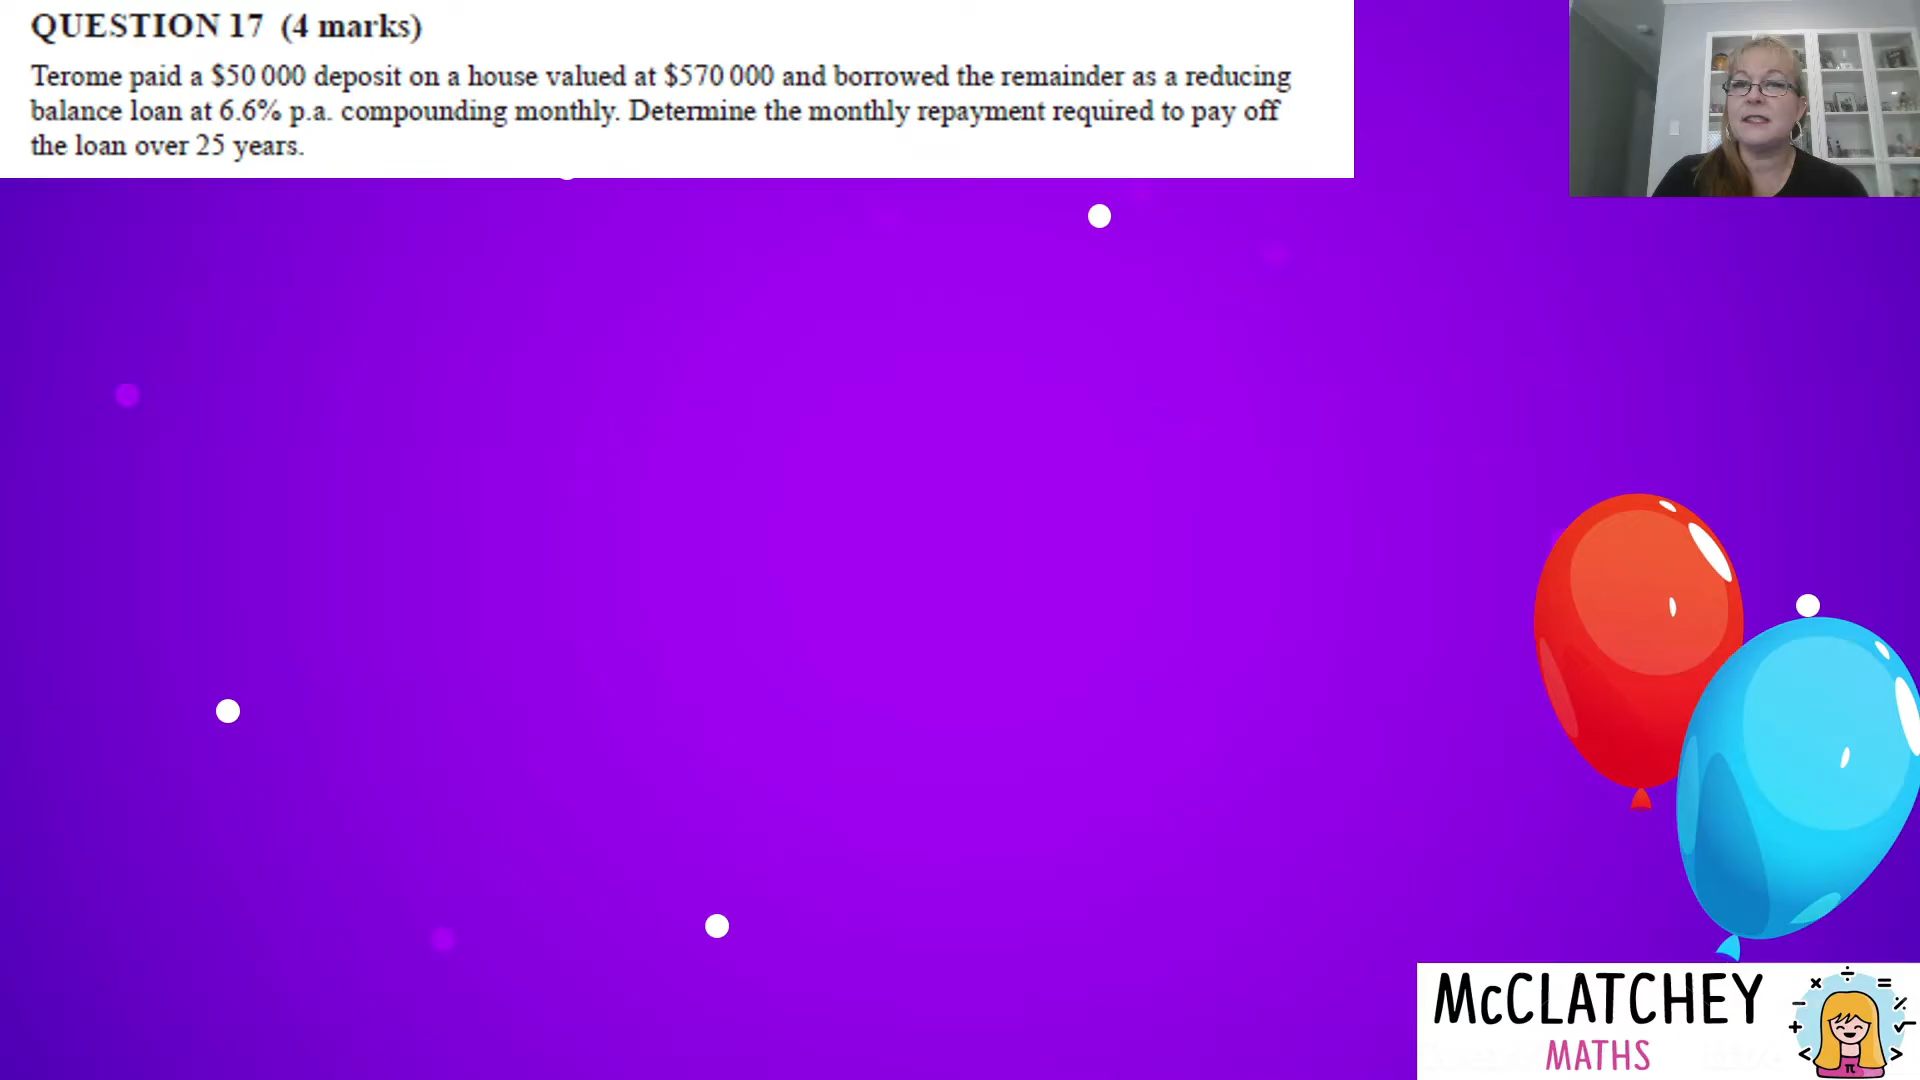 QUESTION 17 (4 marks)
Terome paid a $50 000 deposit on a house valued at $570 000 and borrowed the remainder as a reducing
balance loan at 6.6% p.a. compounding monthly. Determine the monthly repayment required to pay off
the loan over 25 years.
McCLATCHEY
MATHS